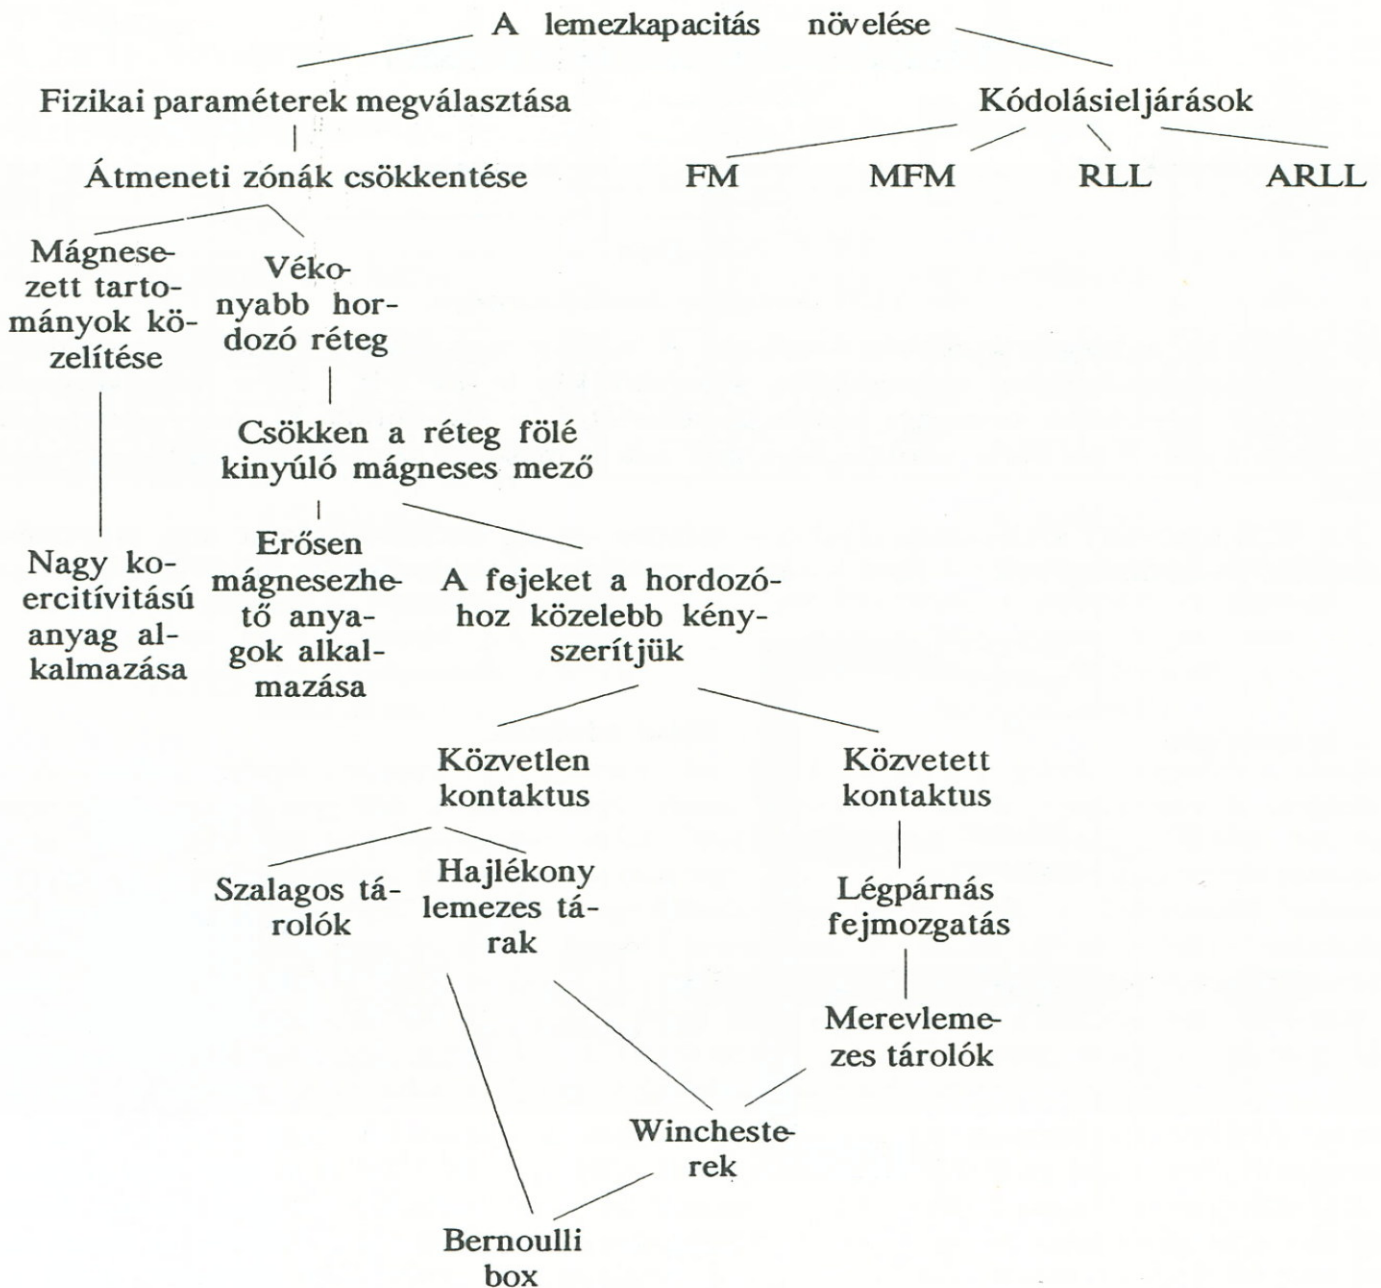 A lemezkapacitás növelése
Fizikai paraméterek megválasztása
Kódolásieljárások
Átmeneti zónák csökkentése
FM
MFM
RLL
ARLL
Mágnese-
zett tarto-
mányok kö-
zelítése
Véko-
nyabb hor-
dozó réteg
Csökken a réteg fölé
kinyúló mágneses mező
Nagy ko-
ercitívitású
anyag al-
kalmazása
Erősen
mágnesezhe-
tő anya-
gok alkal-
mazása
A fejeket a hordozó-
hoz közelebb kény-
szerítjük
Közvetlen
kontaktus
Közvetett
kontaktus
Szalagos tá-
rolók
Hajlékony
lemezes tá-
rak
Légpárnás
fejmozgatás
Merevleme-
zes tárolók
Wincheste-
rek
Bernoulli
box